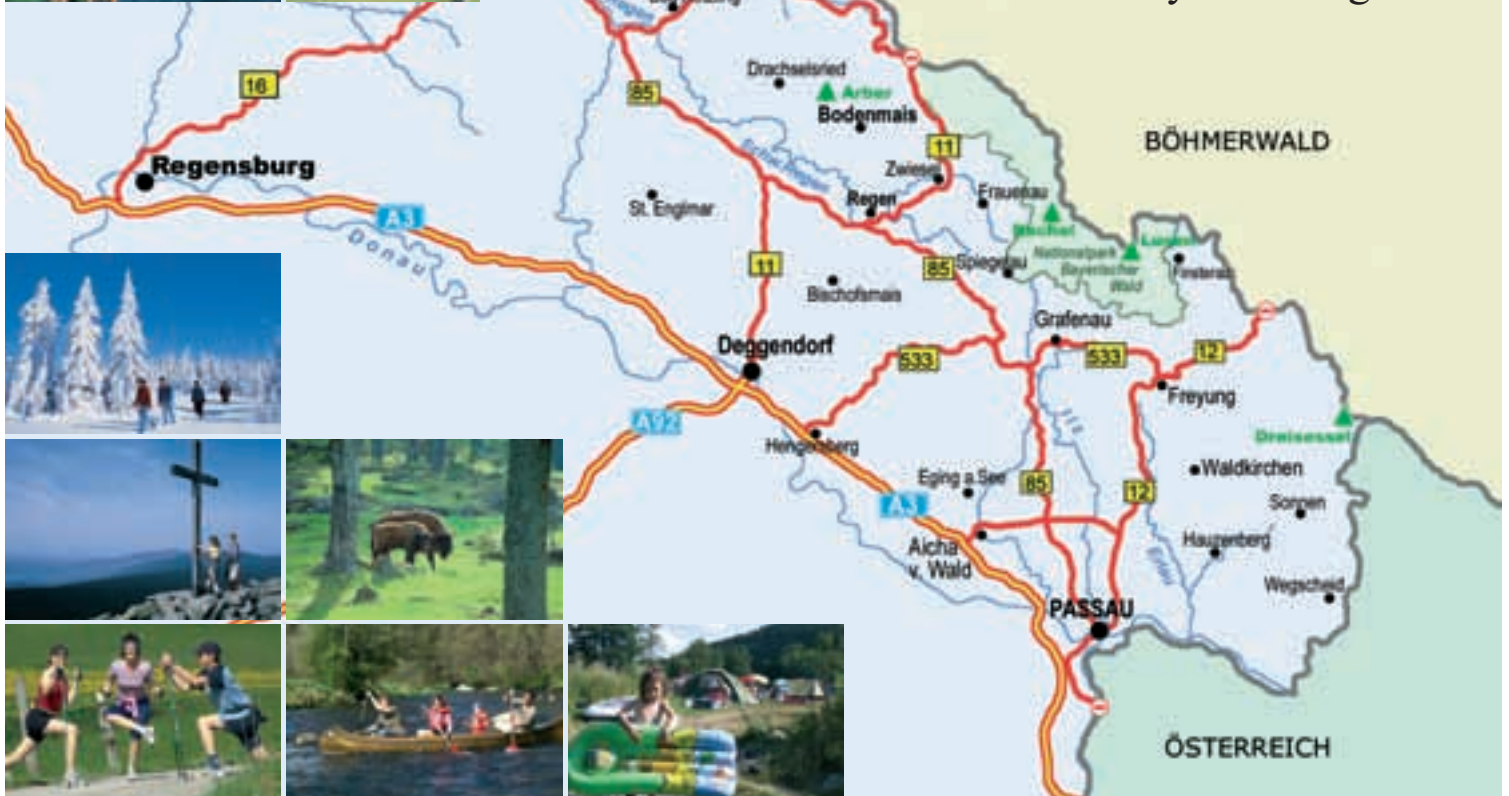 Drachselsried
16
85
Arber
Bodenmais
BÖHMERWALD
11
Regensburg
Zwiesel
Frauenau
St. Englmar
Regen
A3
Rachel
Lusen
Donau
Nationalpark
Bayerischer
Wald
11
85
Spiegelau
Bischofsmais
Grafenau
Deggendorf
533
533
12
Freyung
A92
Dreisessel
Hengersberg
Ilz
Waldkirchen
Eging a.See
85
12
A3
Sonnen
Aicha
v. Wald
Hauzenberg
Wegscheid
PASSAU
ÖSTERREICH